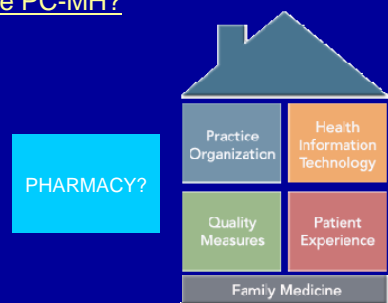 e PC-MH?
Practice
Organization
Health
Information
Technology
PHARMACY?
Quality
Measures
Patient
Experience
Family Medicine